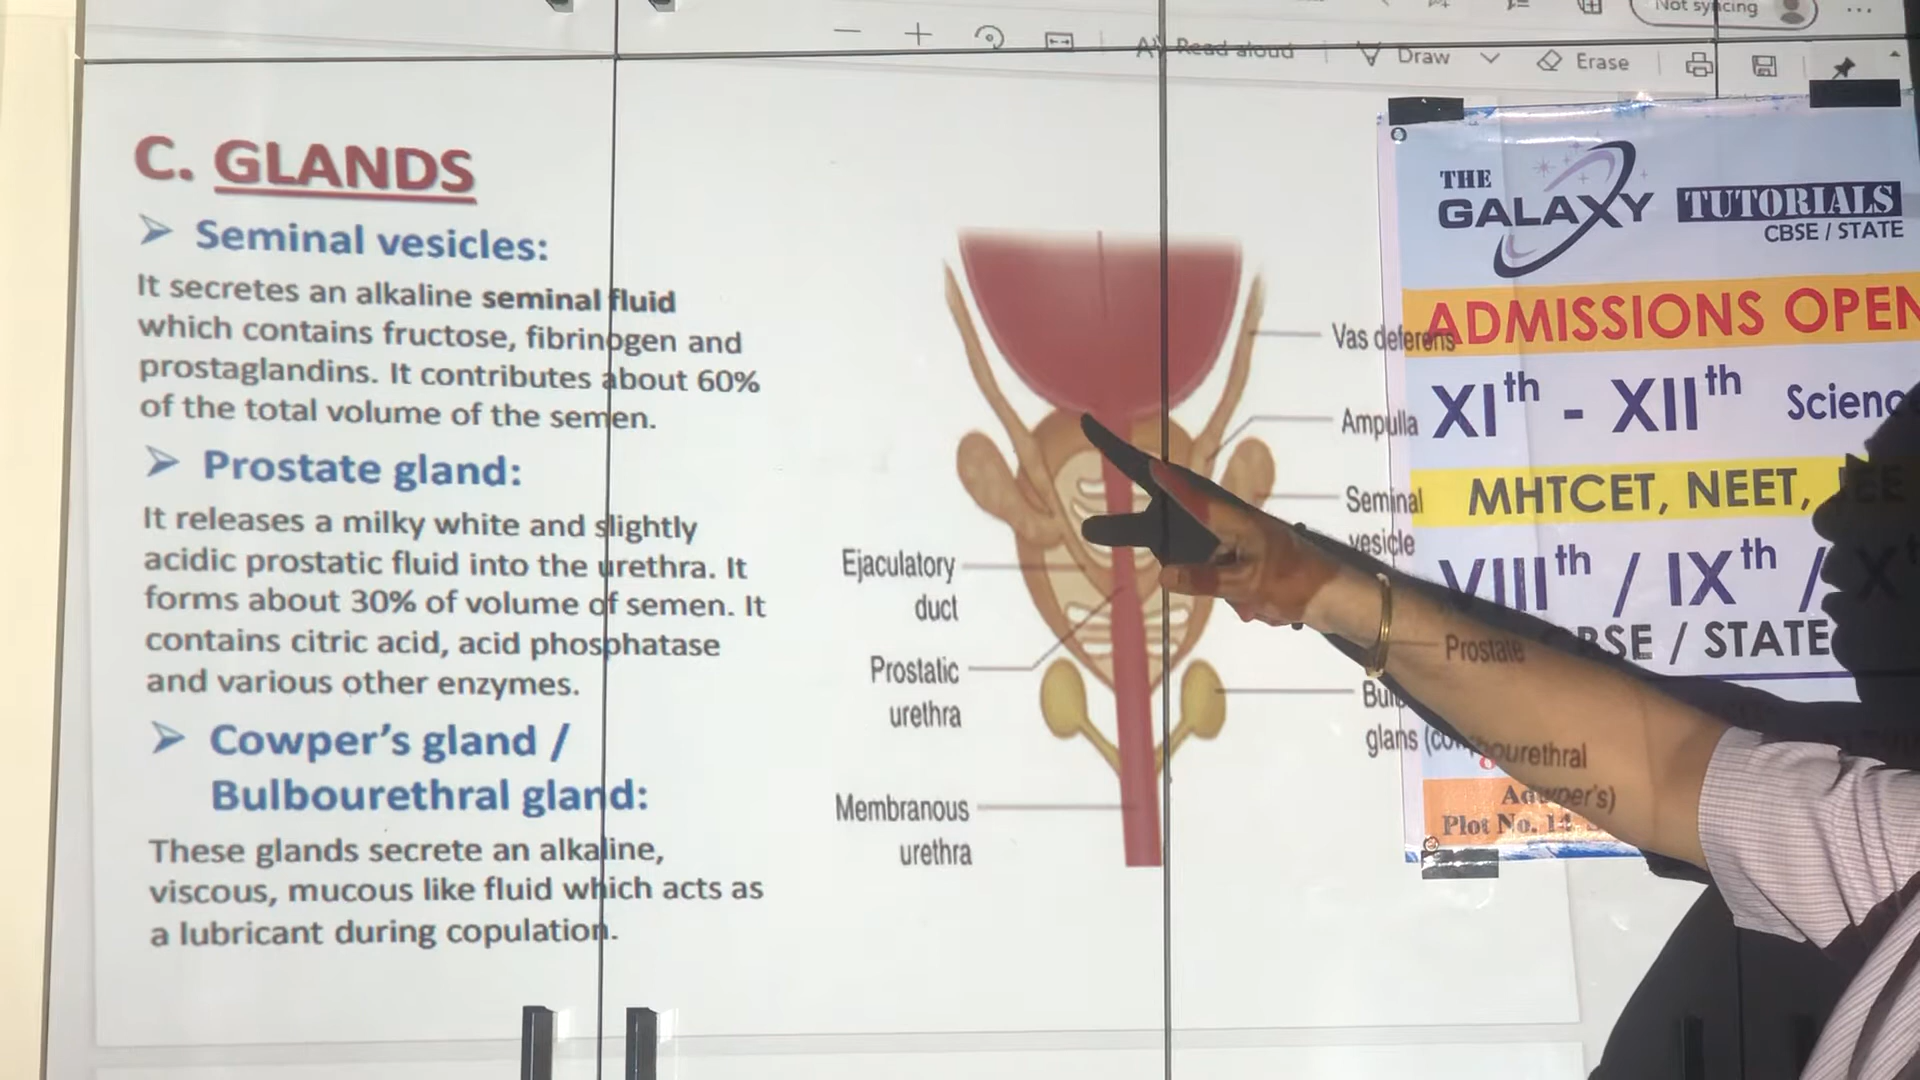 Not syncing
Read aloud
Draw
Erase
C. GLANDS
Seminal vesicles:
It secretes an alkaline seminal fluid
which contains fructose, fibrinogen and
prostaglandins. It contributes about 60%
of the total volume of the semen.
Prostate gland:
It releases a milky white and slightly
acidic prostatic fluid into the urethra. It
forms about 30% of volume of semen. It
contains citric acid, acid phosphatase
and various other enzymes.
Cowper's gland /
Bulbourethral gland:
These glands secrete an alkaline,
viscous, mucous like fluid which acts as
a lubricant during copulation.
Vas deferens
Ampulla
Seminal
vesicle
Ejaculatory
duct
Prostatic
urethra
Membranous
urethra
Prostate
THE
GALAXY TUTORIALS
CBSE / STATE
ADMISSIONS OPEN
XIth - XIIth
MHTCET, NEET,
VIIIth / IXth /
/ STATE
Plot No. 14